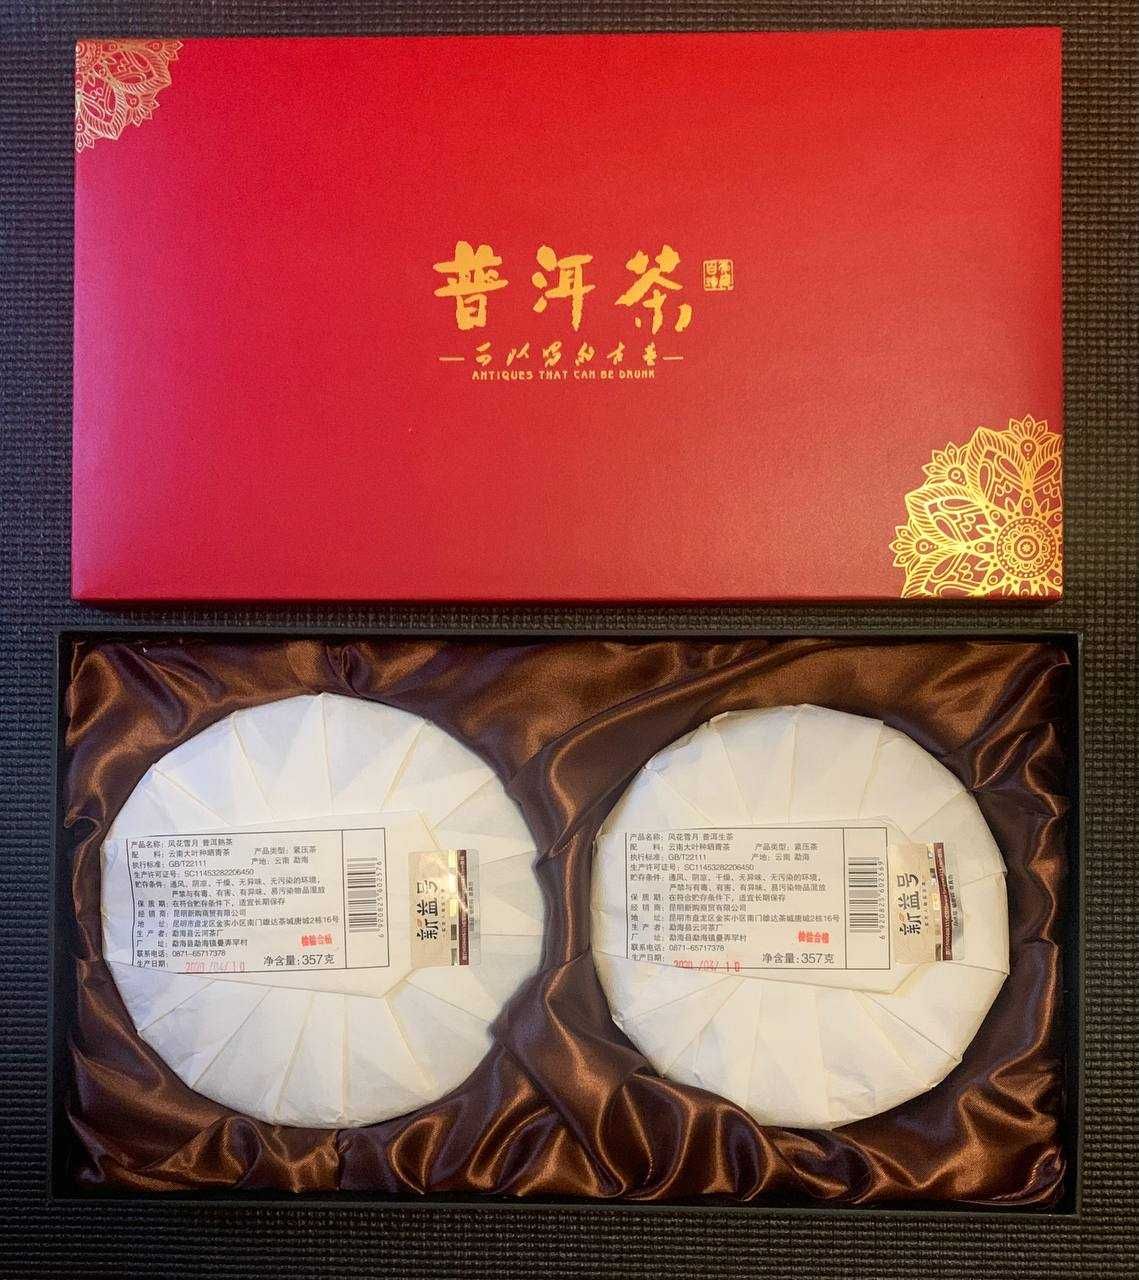 普洱茶
可以喝的古董
ANTIQUES THAT CAN BE DRUNK
产品名称: 风花雪月 普洱熟茶
配 料: 云南大叶种晒青茶 产品类型: 紧压茶
执行标准: GB/T22111 产地: 云南 勐海
生产许可证号: SC11453282206450
贮存条件: 通风、阴凉、干燥、无异味、无污染的环境,
严禁与有毒、有害、有异味、易污染物品混放
保 质 期: 在符合贮存条件下,适宜长期保存
经 销 商: 昆明新购商贸有限公司
地 址: 昆明市盘龙区金实小区南门雄达茶城唐城2栋16号
生 产 者: 勐海县云河茶厂
厂 址: 勐海县勐海镇曼弄罕村
检验合格
联系电话: 0871-65717378
生产日期: 2020/04/10
净含量: 357克
6920825760257
新益号
产品名称: 风花雪月 普洱生茶
配 料: 云南大叶种晒青茶 产品类型: 紧压茶
执行标准: GB/T22111 产地: 云南 勐海
生产许可证号: SC11453282206450
贮存条件: 通风、阴凉、干燥、无异味、无污染的环境,
严禁与有毒、有害、有异味、易污染物品混放
保 质 期: 在符合贮存条件下,适宜长期保存
经 销 商: 昆明新购商贸有限公司
地 址: 昆明市盘龙区金实小区南门雄达茶城唐城2栋16号
生 产 者: 勐海县云河茶厂
厂 址: 勐海县勐海镇曼弄罕村
检验合格
联系电话: 0871-65717378
生产日期: 2020/03/10
净含量: 357克
新益号